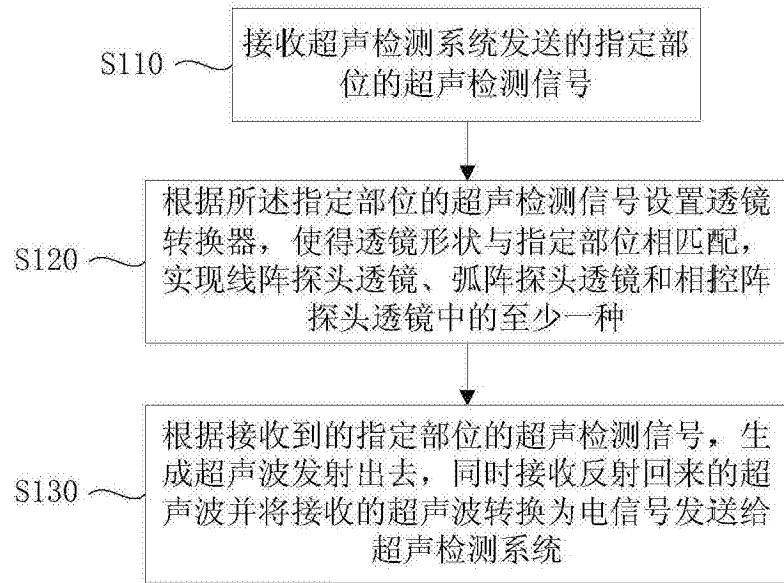 S110
接收超声检测系统发送的指定部
位的超声检测信号
S120
根据所述指定部位的超声检测信号设置透镜
转换器，使得透镜形状与指定部位相匹配，
实现线阵探头透镜、弧阵探头透镜和相控阵
探头透镜中的至少一种
S130
根据接收到的指定部位的超声检测信号，生
成超声波发射出去，同时接收反射回来的超
声波并将接收的超声波转换为电信号发送给
超声检测系统